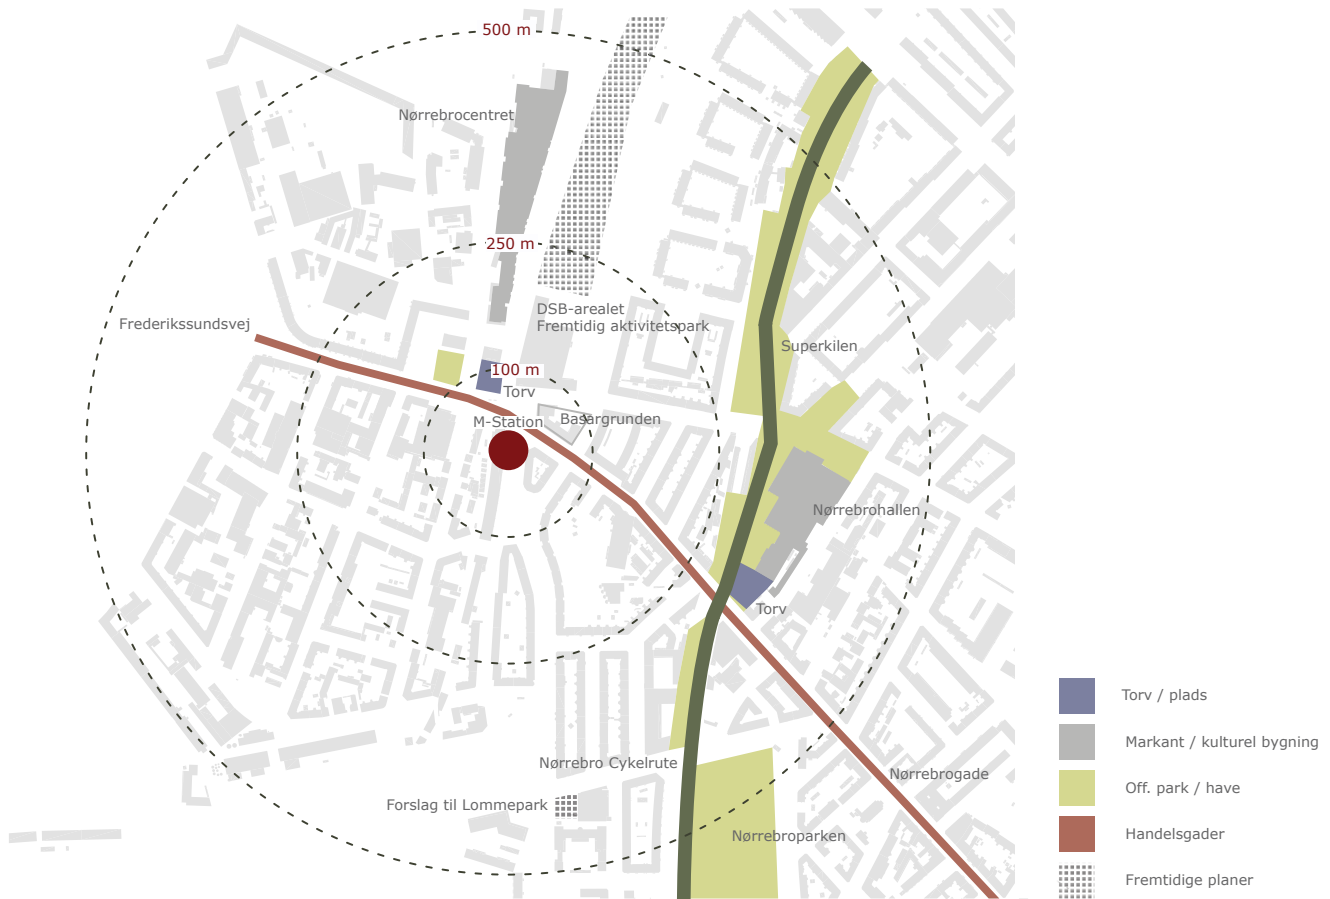 500 m
Nørrebrocentret
250 m
DSB-arealet
Fremtidig aktivitetspark
Frederikssundsvej
Superkilen
100 m
Torv
M-Station
Basargrunden
Nørrebrohallen
Torv
Nørrebro Cykelrute
Nørrebrogade
Forslag til Lommepark
Nørrebroparken
Torv / plads
Markant / kulturel bygning
Off. park / have
Handelsgader
Fremtidige planer